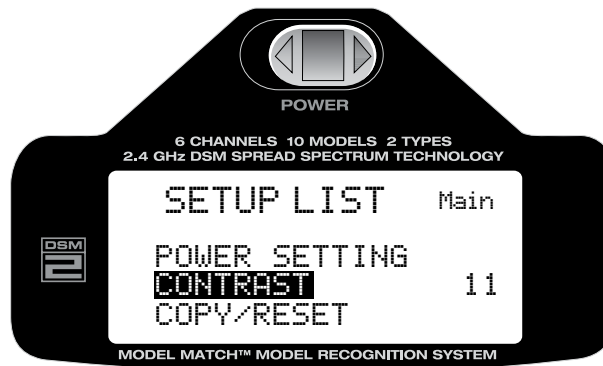 POWER
6 CHANNELS 10 MODELS 2 TYPES
2.4 GHz DSM SPREAD SPECTRUM TECHNOLOGY
SETUP LIST Main
DSM
2
POWER SETTING
CONTRAST 11
COPY/RESET
MODEL MATCH™ MODEL RECOGNITION SYSTEM